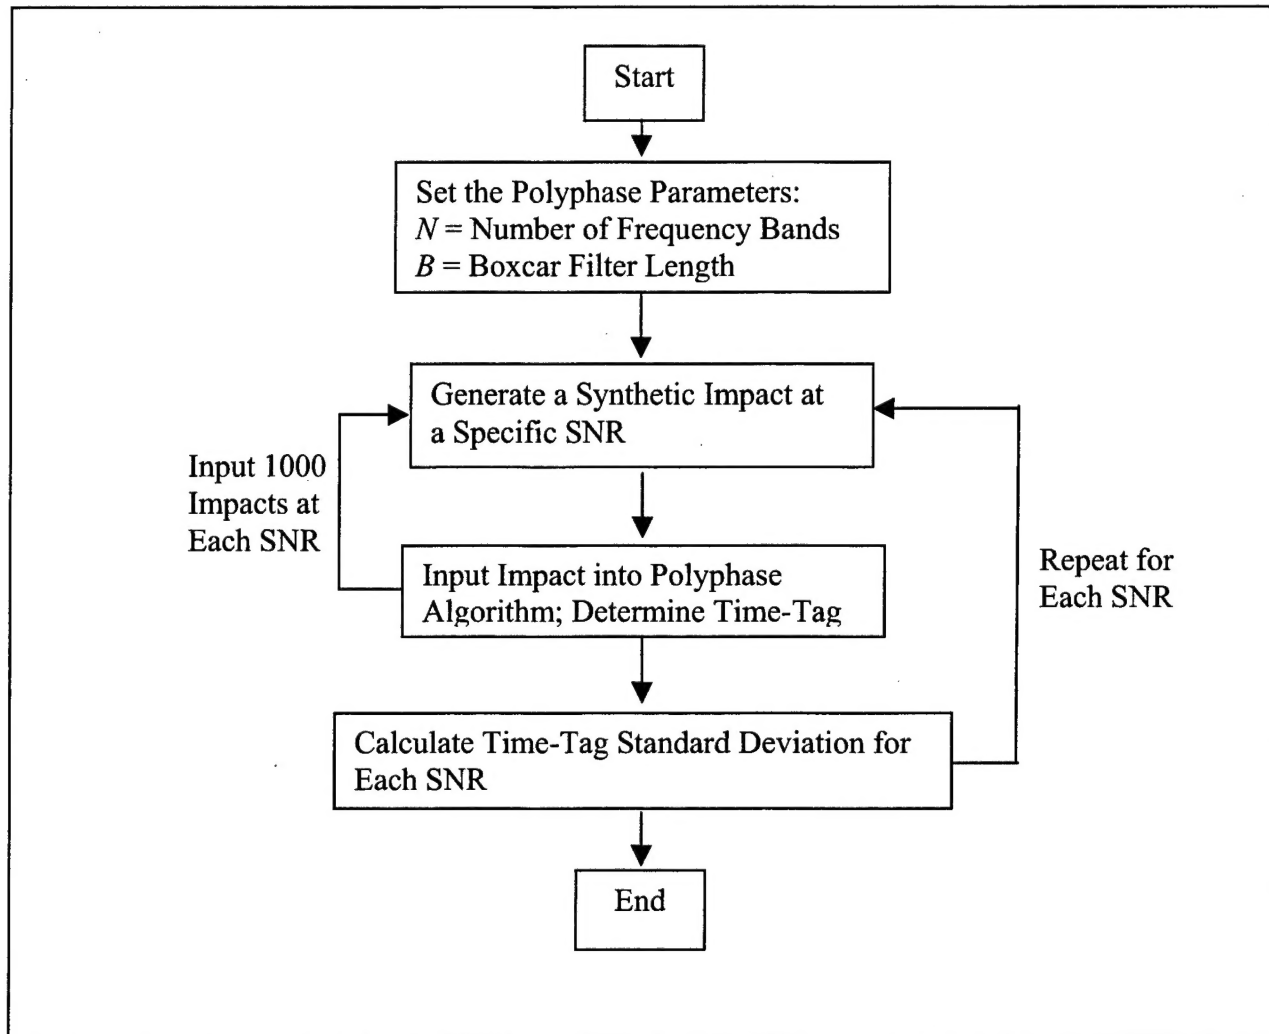 Start
Set the Polyphase Parameters:
N = Number of Frequency Bands
B = Boxcar Filter Length
Generate a Synthetic Impact at
a Specific SNR
Input 1000
Impacts at
Each SNR
Input Impact into Polyphase
Algorithm; Determine Time-Tag
Repeat for
Each SNR
Calculate Time-Tag Standard Deviation for
Each SNR
End